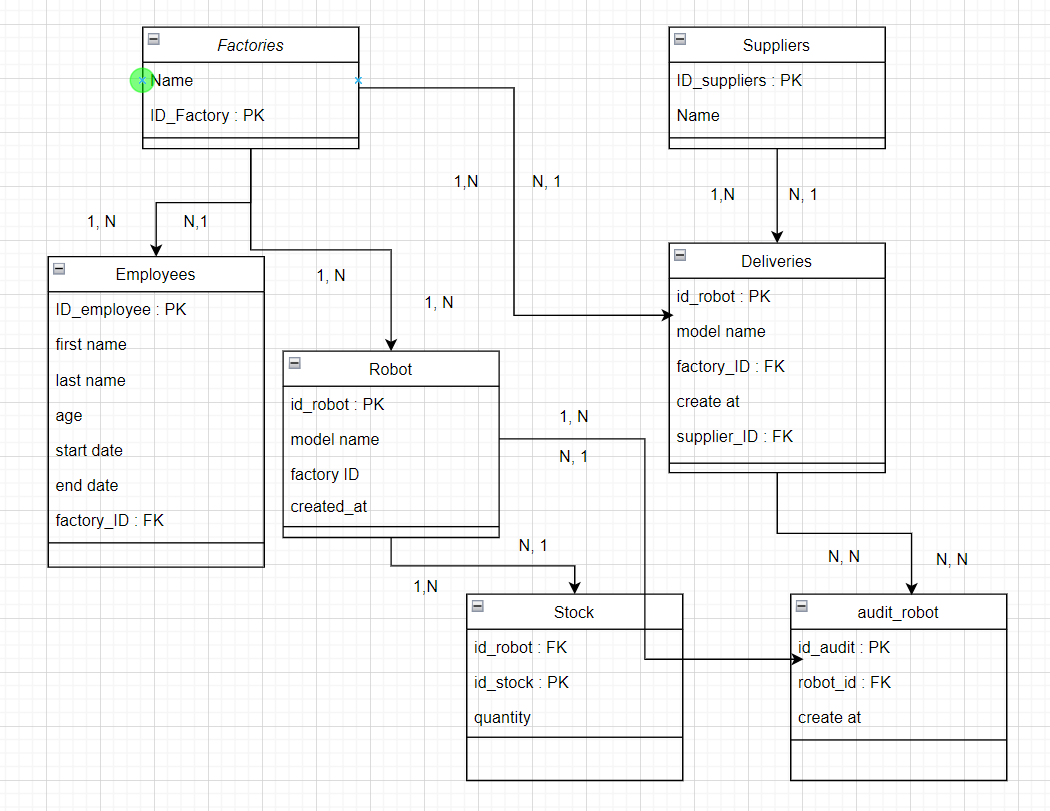 Factories
Name
ID_Factory : PK
Suppliers
ID_suppliers : PK
Name
1,N
N, 1
1,N
N, 1
1, N
N,1
1, N
1, N
Employees
ID_employee : PK
first name
last name
age
start date
end date
factory_ID : FK
Deliveries
id_robot : PK
model name
factory_ID : FK
create at
supplier_ID : FK
Robot
id_robot : PK
model name
factory ID
created_at
1, N
N, 1
N, 1
1,N
N, N
N, N
Stock
id_robot : FK
id_stock : PK
quantity
audit_robot
id_audit : PK
robot_id : FK
create at